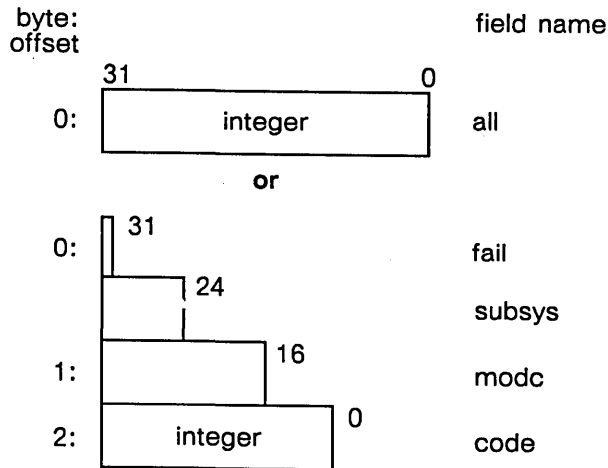 byte: field name
offset
31 0
0: integer all
or
31
0: fail
24
subsys
16
1: modc
0
2: integer code